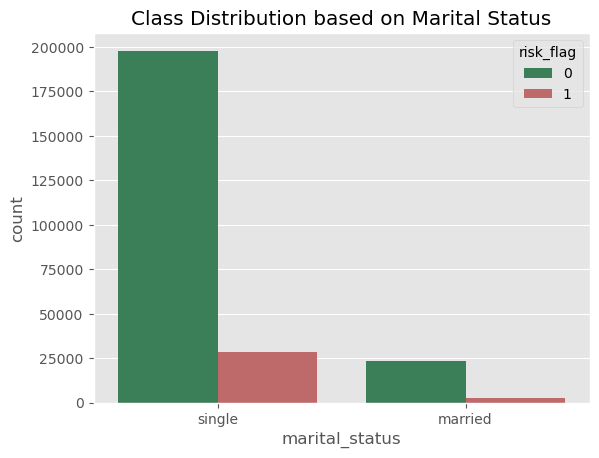 Class Distribution based on Marital Status
200000
175000
150000
125000
100000
75000
50000
25000
0
count
risk_flag
0
1
single
married
marital_status